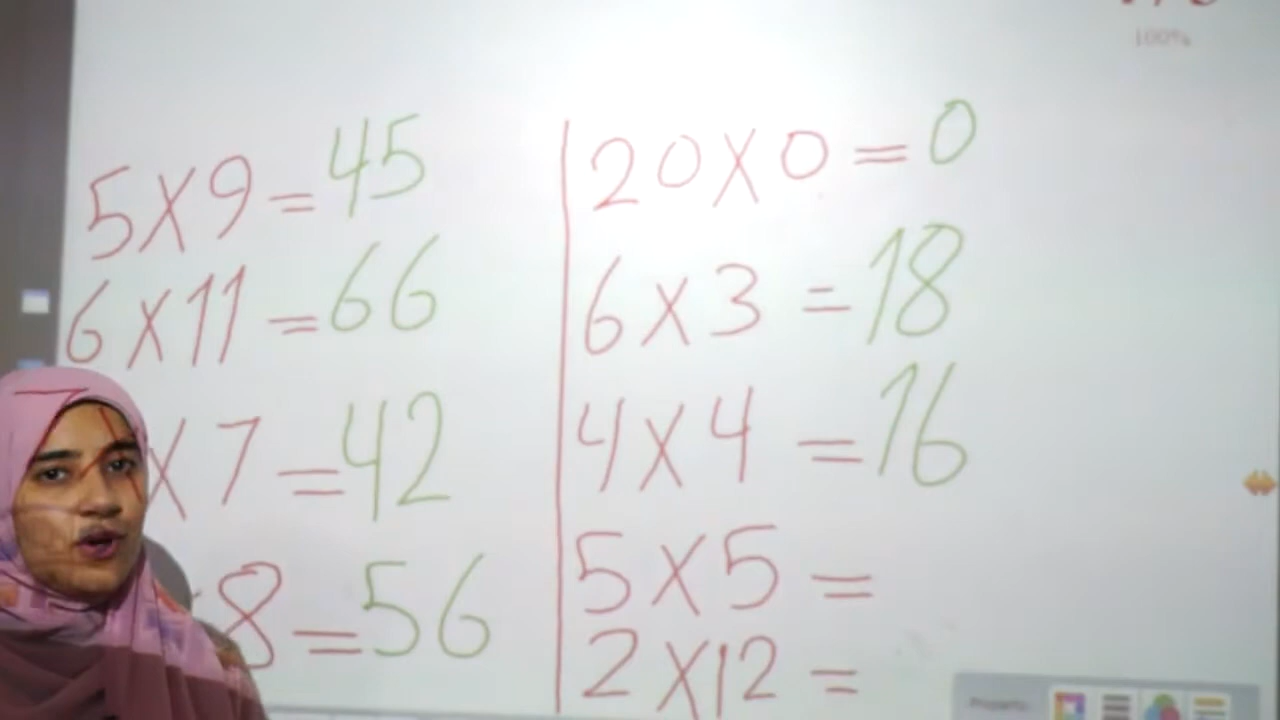 100%
5X9=45
6X11=66
X7=42
8=56
20X0=0
6X3=18
4X4=16
5X5=
2X12=